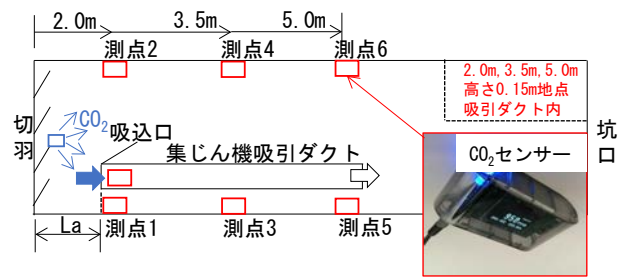 2.0m 3.5m 5.0m
測点2 測点4 測点6
2.0m,3.5m,5.0m
高さ0.15m地点
吸引ダクト内
切羽
CO₂
吸込口
集じん機吸引ダクト
坑口
CO₂センサー
La
測点1 測点3 測点5